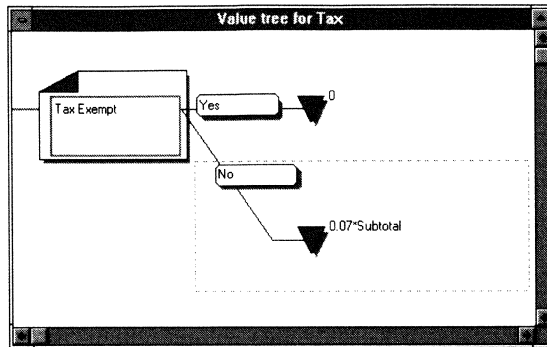 Value tree for Tax
Tax Exempt
Yes
0
No
0.07*Subtotal